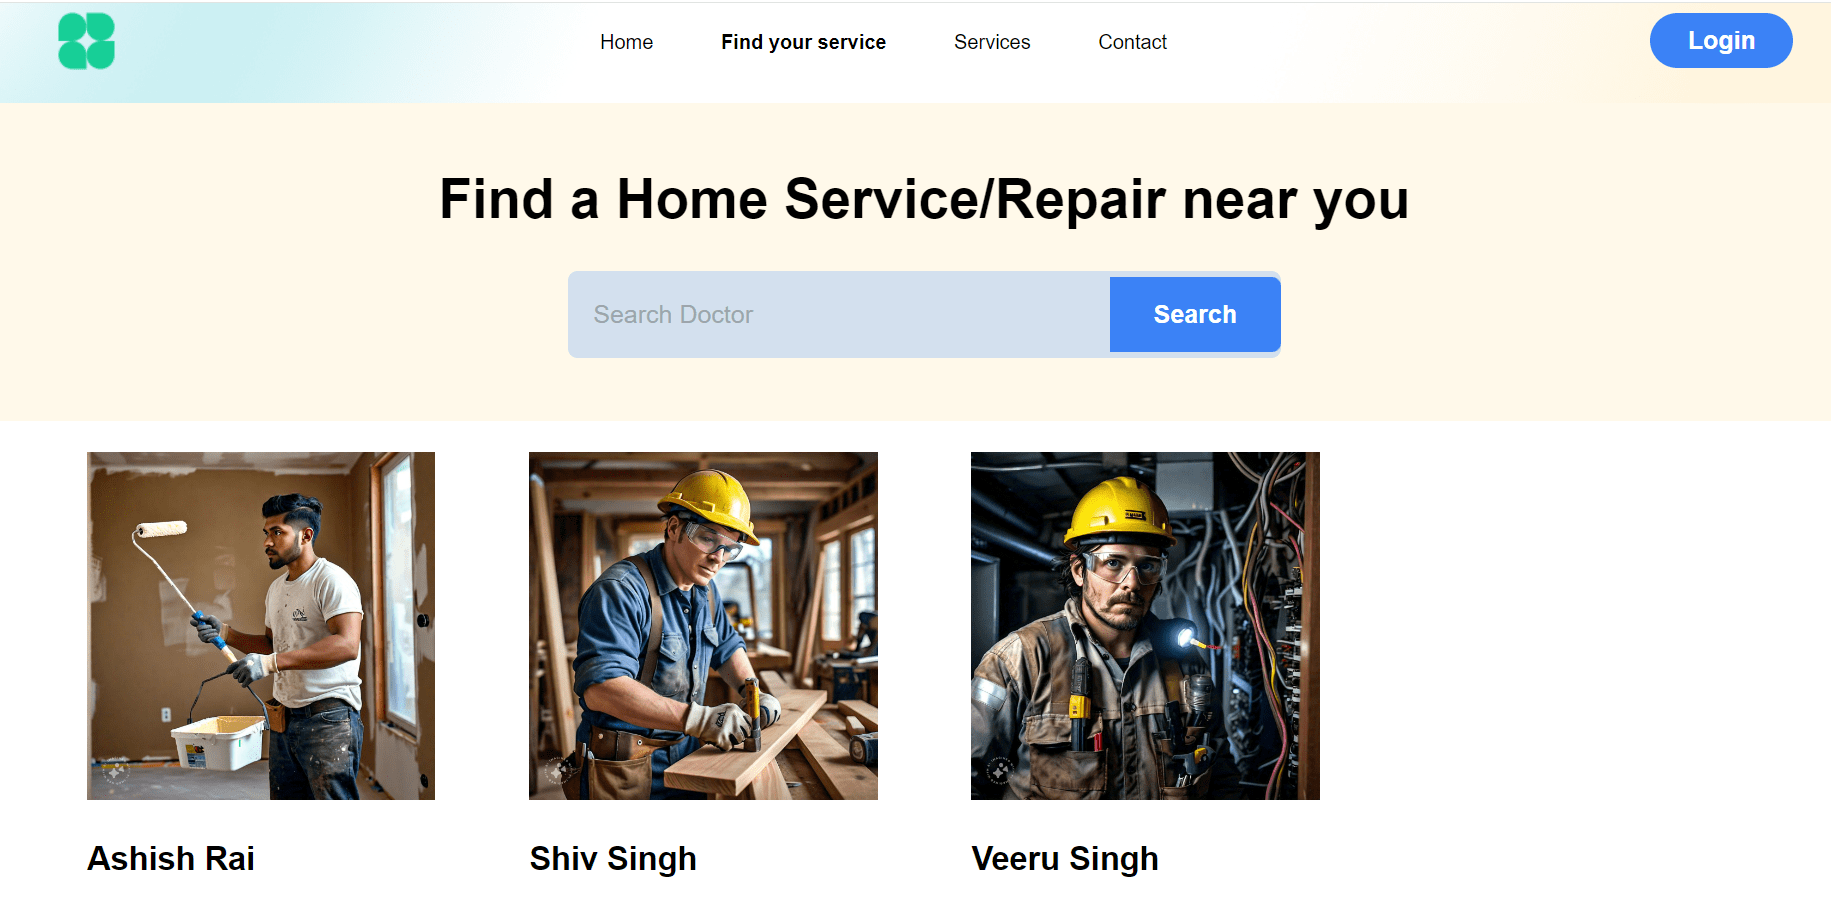 Home Find your service Services Contact Login
Find a Home Service/Repair near you
Search Doctor Search
Ashish Rai Shiv Singh Veeru Singh